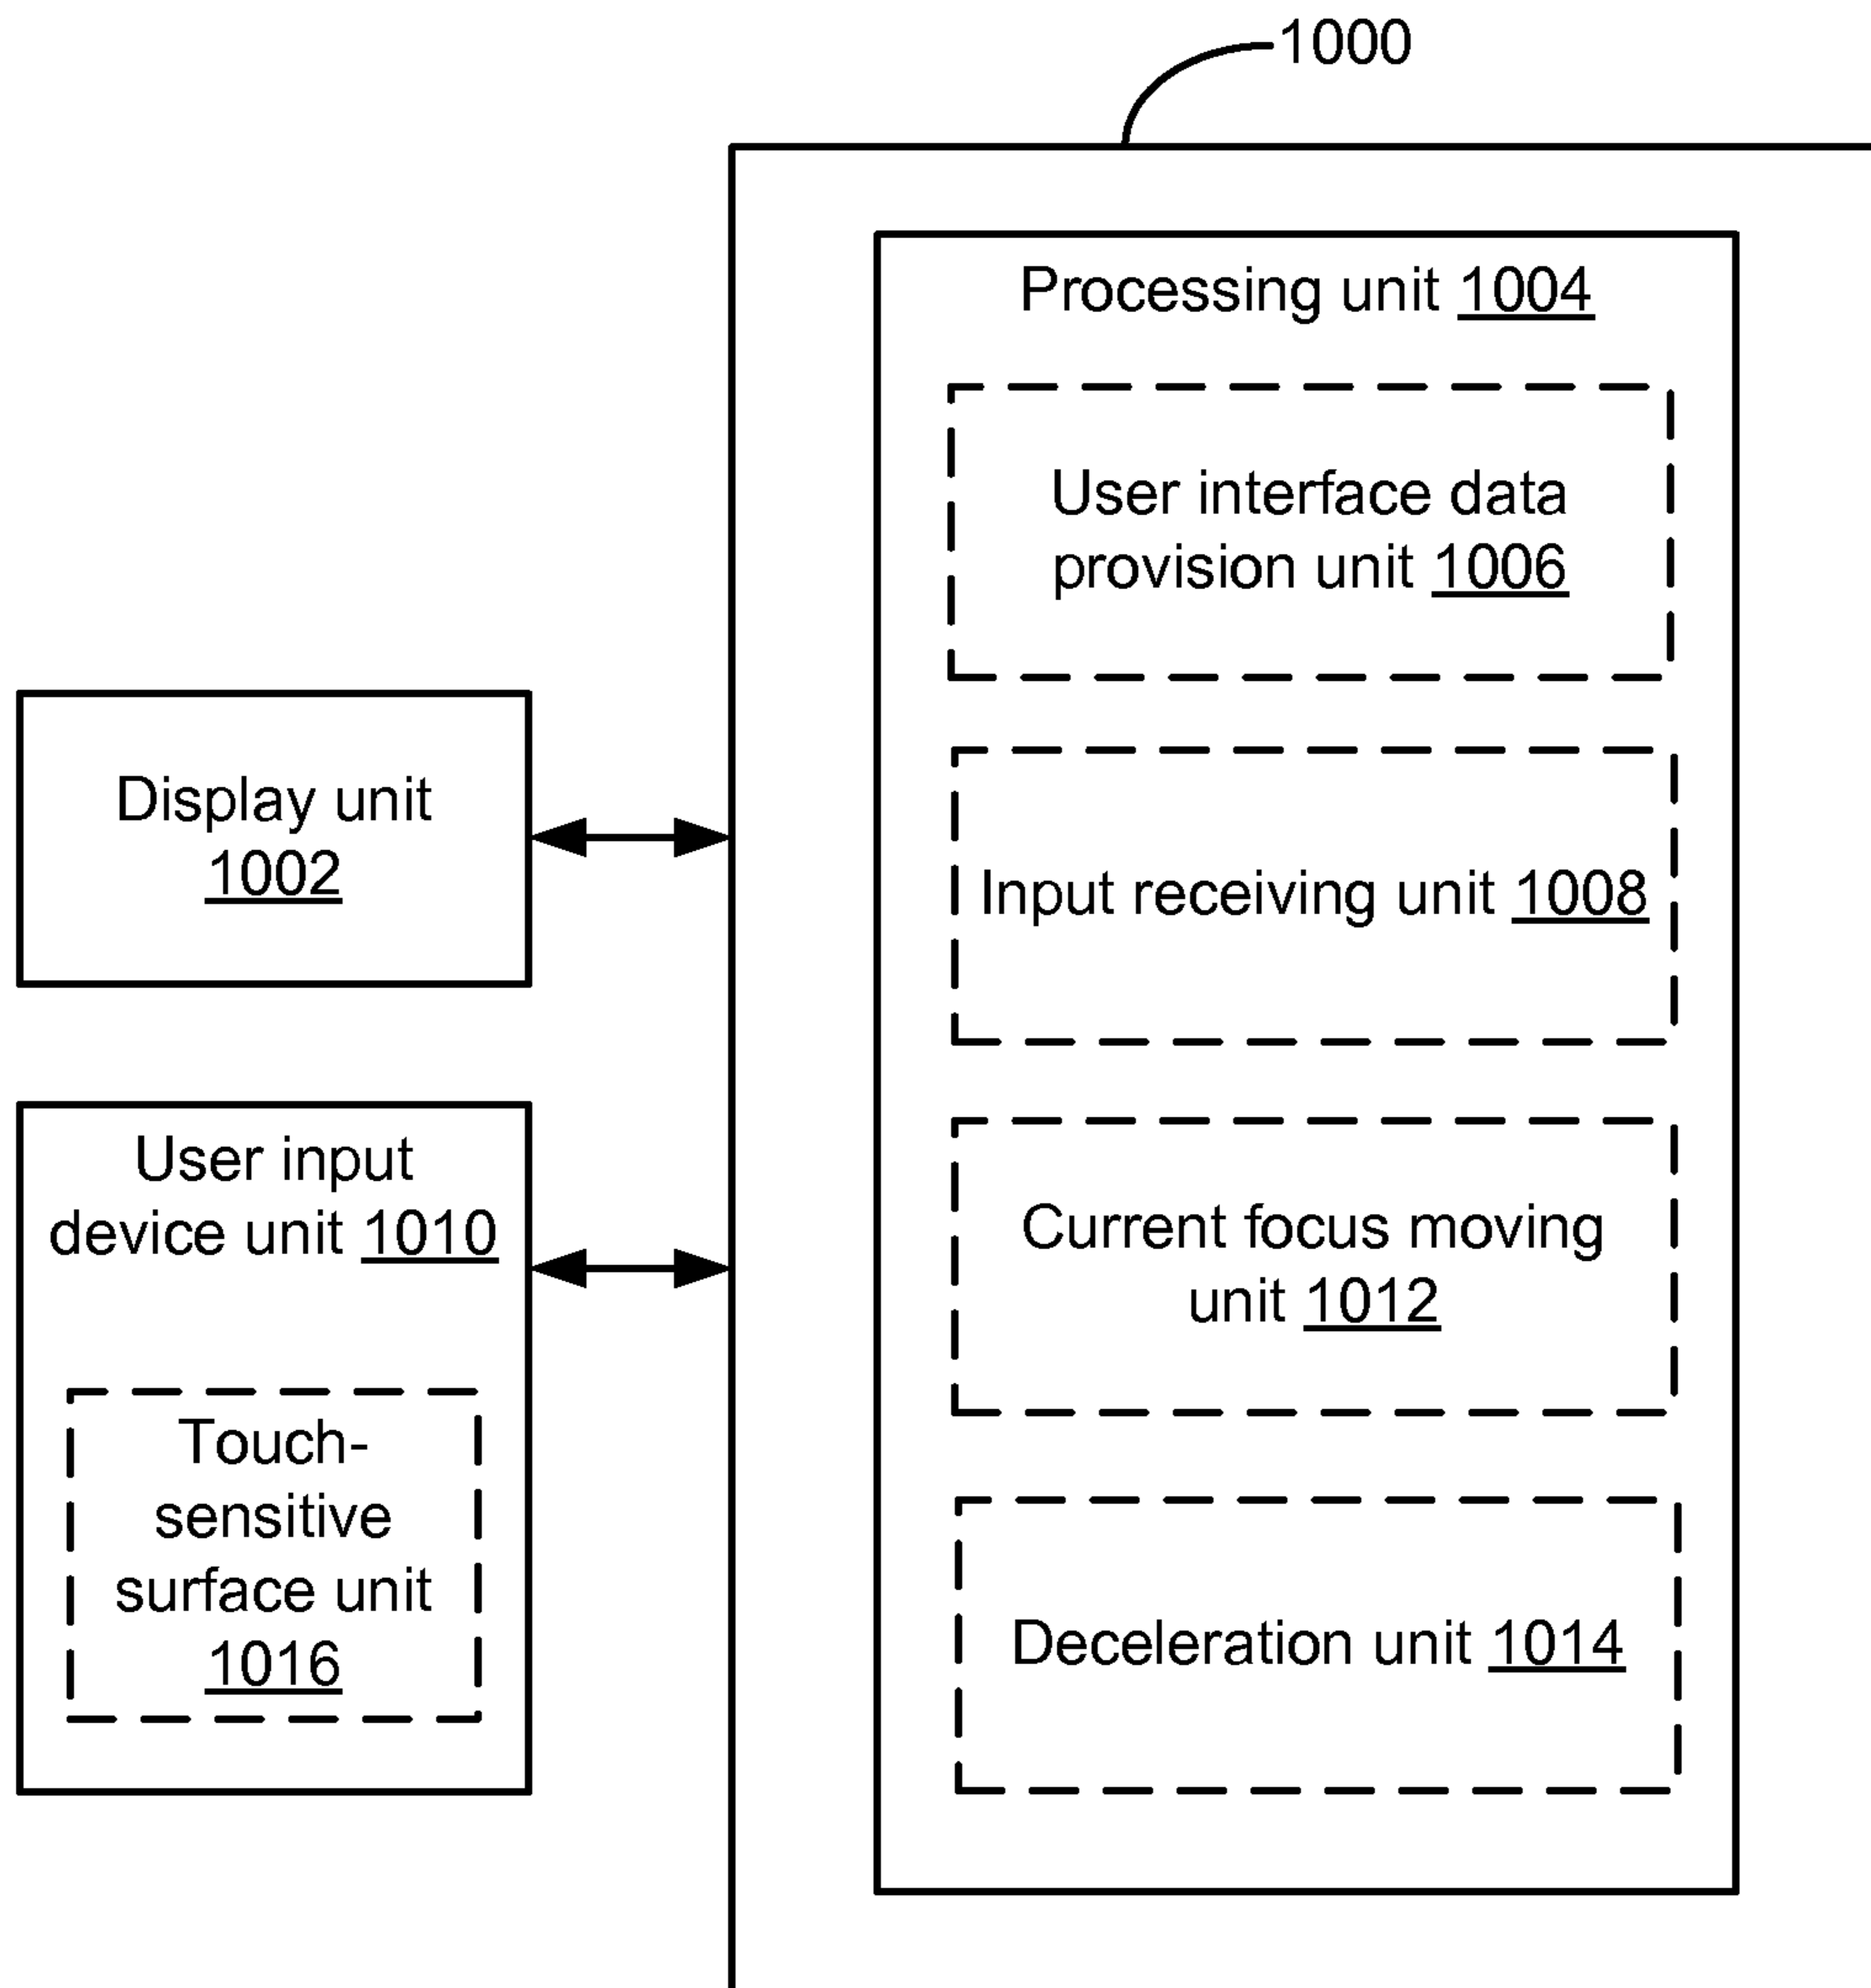 1000
Processing unit 1004
User interface data
provision unit 1006
Display unit
1002
Input receiving unit 1008
User input
device unit 1010
Current focus moving
unit 1012
Touch-
sensitive
surface unit
1016
Deceleration unit 1014